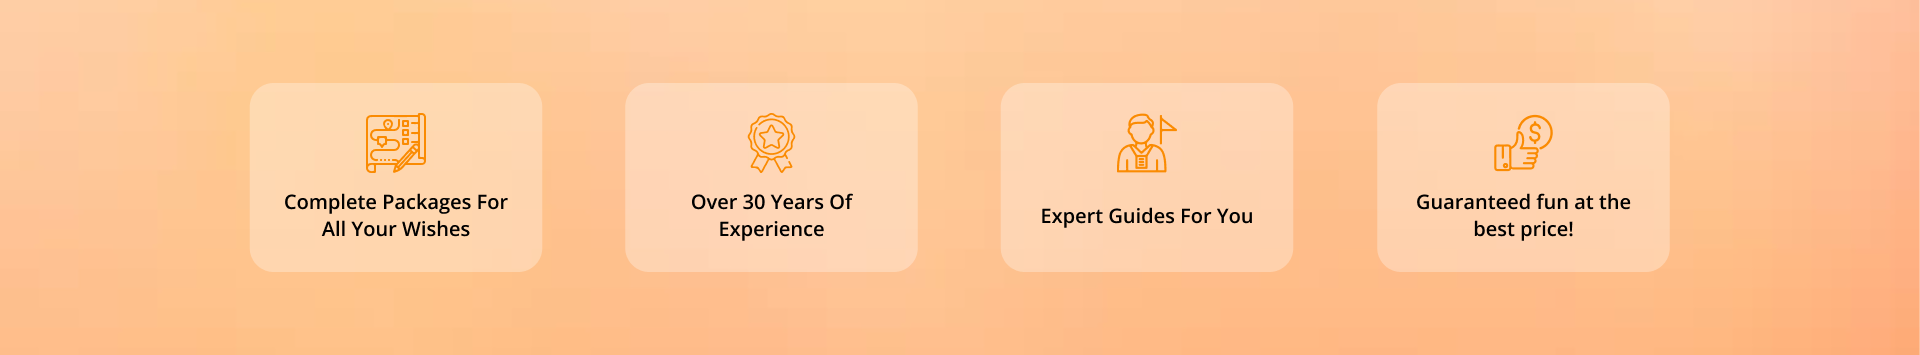 Complete Packages For
All Your Wishes
Over 30 Years Of
Experience
Expert Guides For You
Guaranteed fun at the
best price!